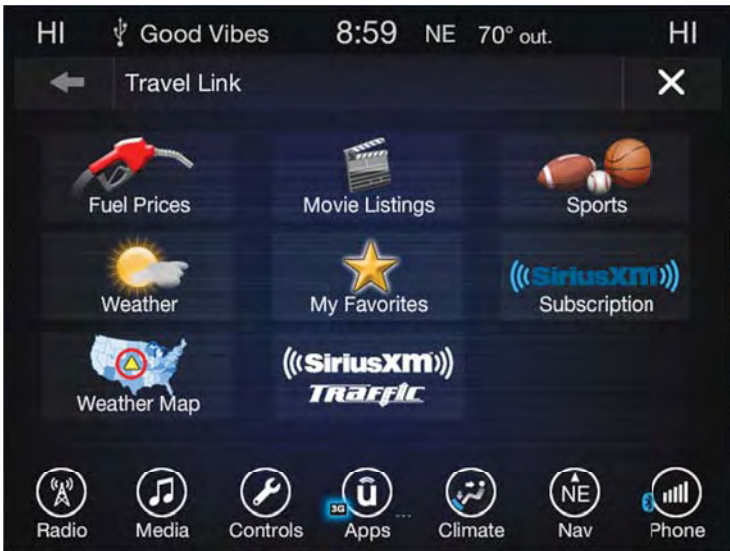 HI Good Vibes 8:59 NE 70° out. HI
Travel Link
Fuel Prices Movie Listings Sports
Weather My Favorites ((SiriusXM)) Subscription
Weather Map ((SiriusXM)) Traffic
3G û ... NE
Radio Media Controls Apps Climate Nav Phone